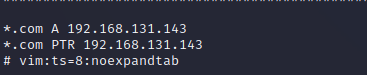 *.com A 192.168.131.143
*.com PTR 192.168.131.143
# vim:ts=8:noexpandtab